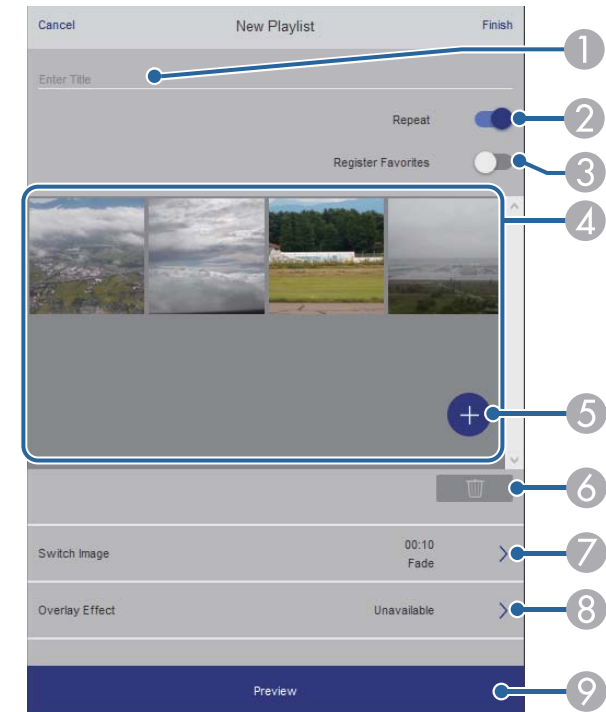 Cancel New Playlist Finish
1
Enter Title
Repeat 2
Register Favorites 3
4
5
6
Switch Image 00:10 7
Fade
Overlay Effect Unavailable 8
Preview 9